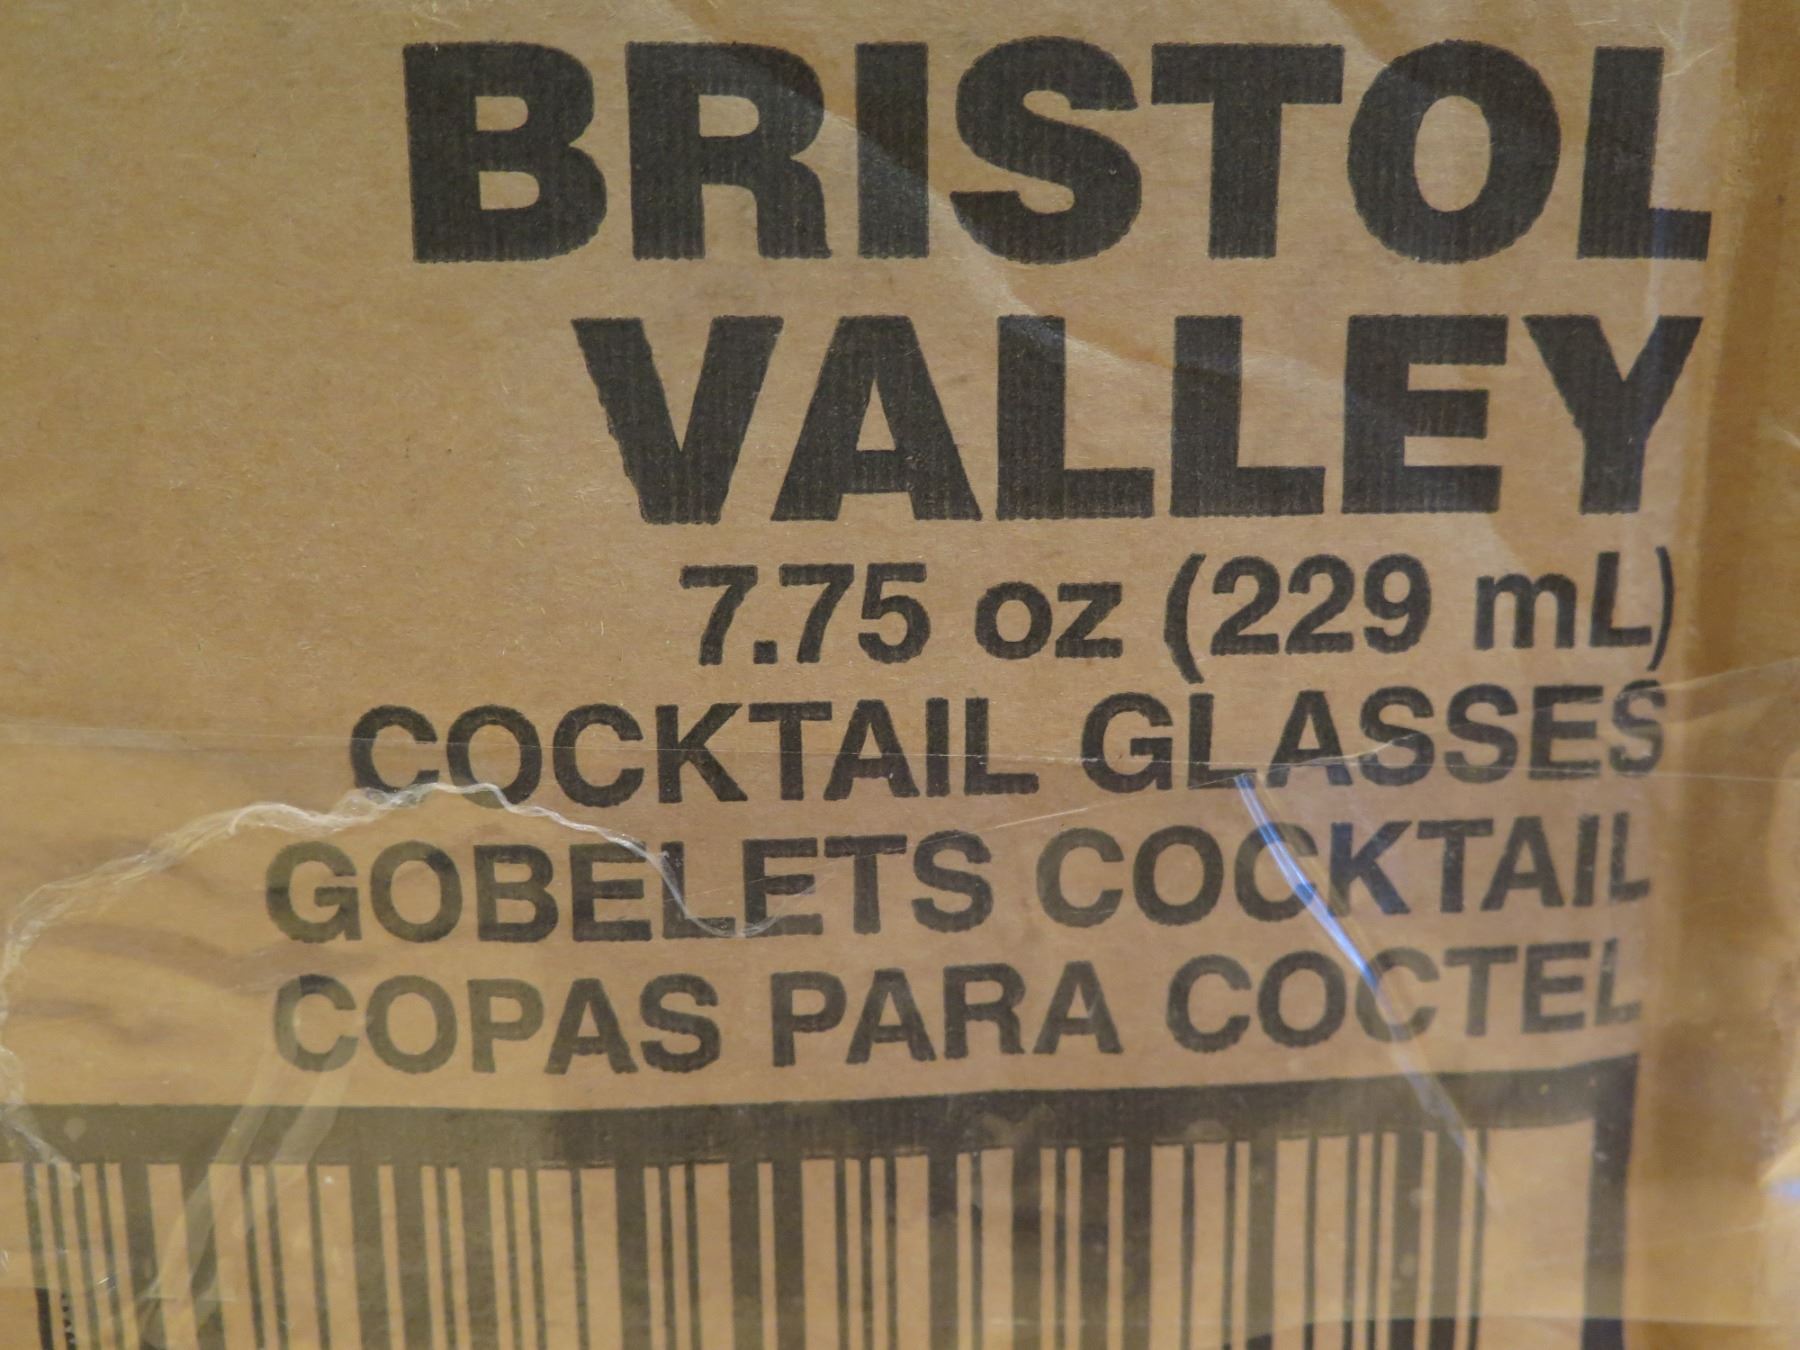 BRISTOL
VALLEY
7.75 oz (229 mL)
COCKTAIL GLASSES
GOBELETS COCKTAIL
COPAS PARA COCTEL